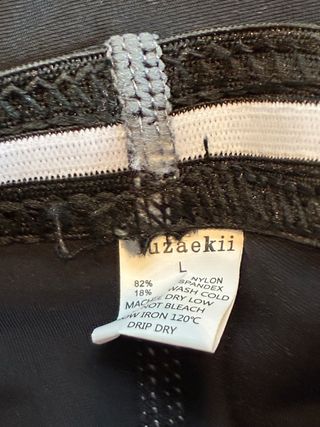 uzaekii
L
82% NYLON
18% SPANDEX
WASH COLD
DRY LOW
NOT BLEACH
IRON 120℃
DRIP DRY